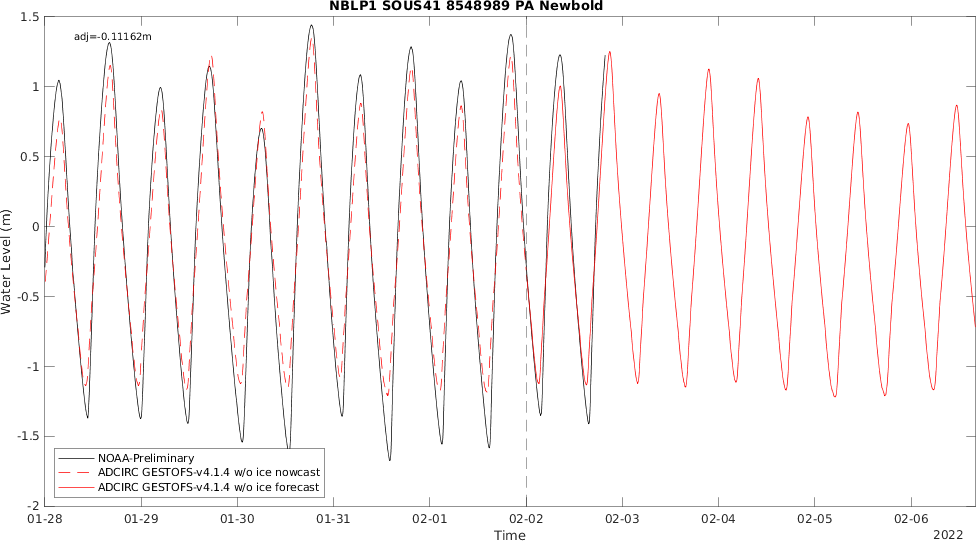 NBLP1 SOUS41 8548989 PA Newbold
adj=-0.11162m
1.5
1
0.5
0
-0.5
-1
-1.5
-2
Water Level (m)
NOAA-Preliminary
ADCIRC GESTOFS-v4.1.4 w/o ice nowcast
ADCIRC GESTOFS-v4.1.4 w/o ice forecast
01-28 01-29 01-30 01-31 02-01 02-02 02-03 02-04 02-05 02-06
Time
2022